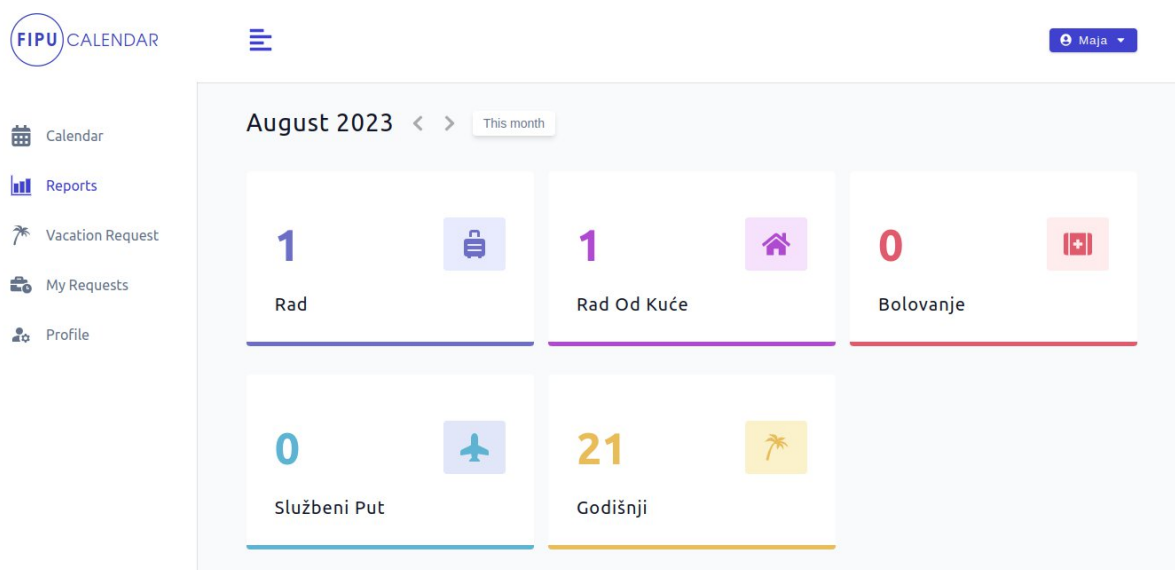 FIPU CALENDAR
Maja
Calendar
Reports
Vacation Request
My Requests
Profile
August 2023
This month
1
Rad
1
Rad Od Kuće
0
Bolovanje
0
Službeni Put
21
Godišnji